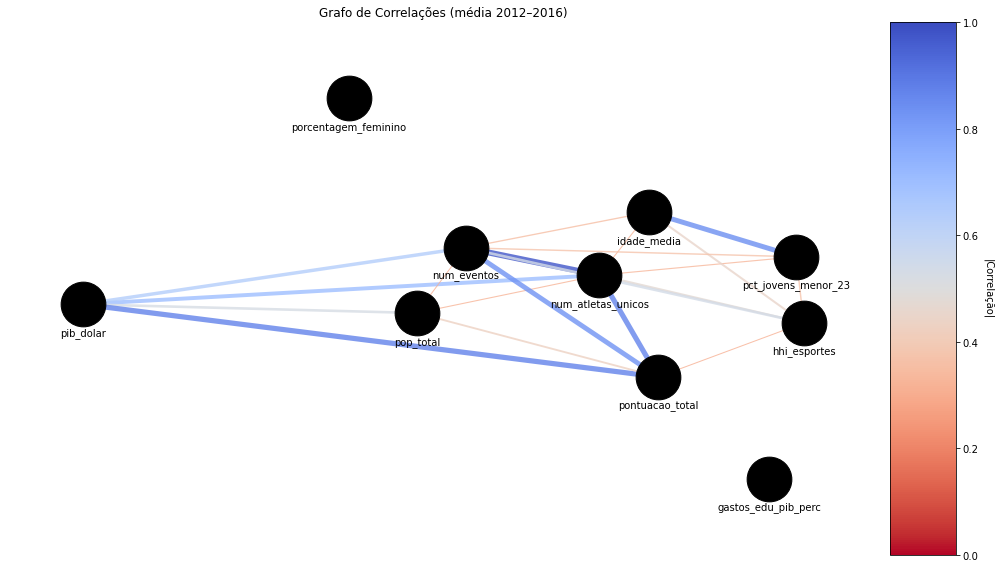 Grafo de Correlações (média 2012–2016)
porcentagem_feminino
idade_media
num_eventos
pct_jovens_menor_23
num_atletas_unicos
pib_dolar
pop_total
hhi_esportes
pontuacao_total
gastos_edu_pib_perc
1.0
0.8
0.6
0.4
0.2
0.0
|Correlação|